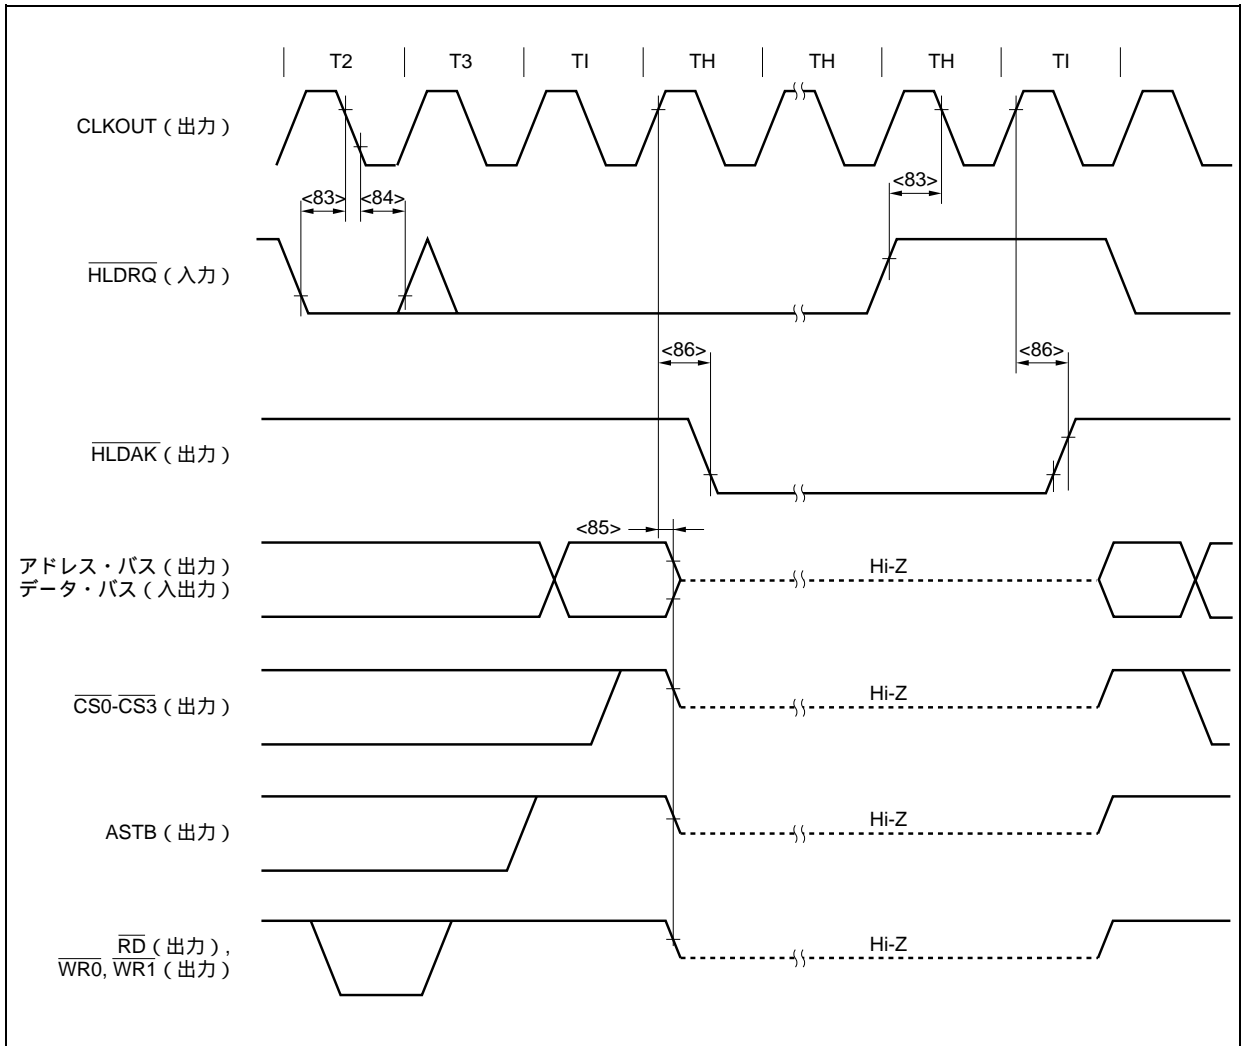 T2 T3 TI TH TH TH TI
CLKOUT（出力）
<83> <84> <83>
HLDRQ（入力）
<86> <86>
HLDAK（出力）
<85>
アドレス・バス（出力）
データ・バス（入出力）
Hi-Z
CS0-CS3（出力）
Hi-Z
ASTB（出力）
Hi-Z
RD（出力）,
WR0, WR1（出力）
Hi-Z